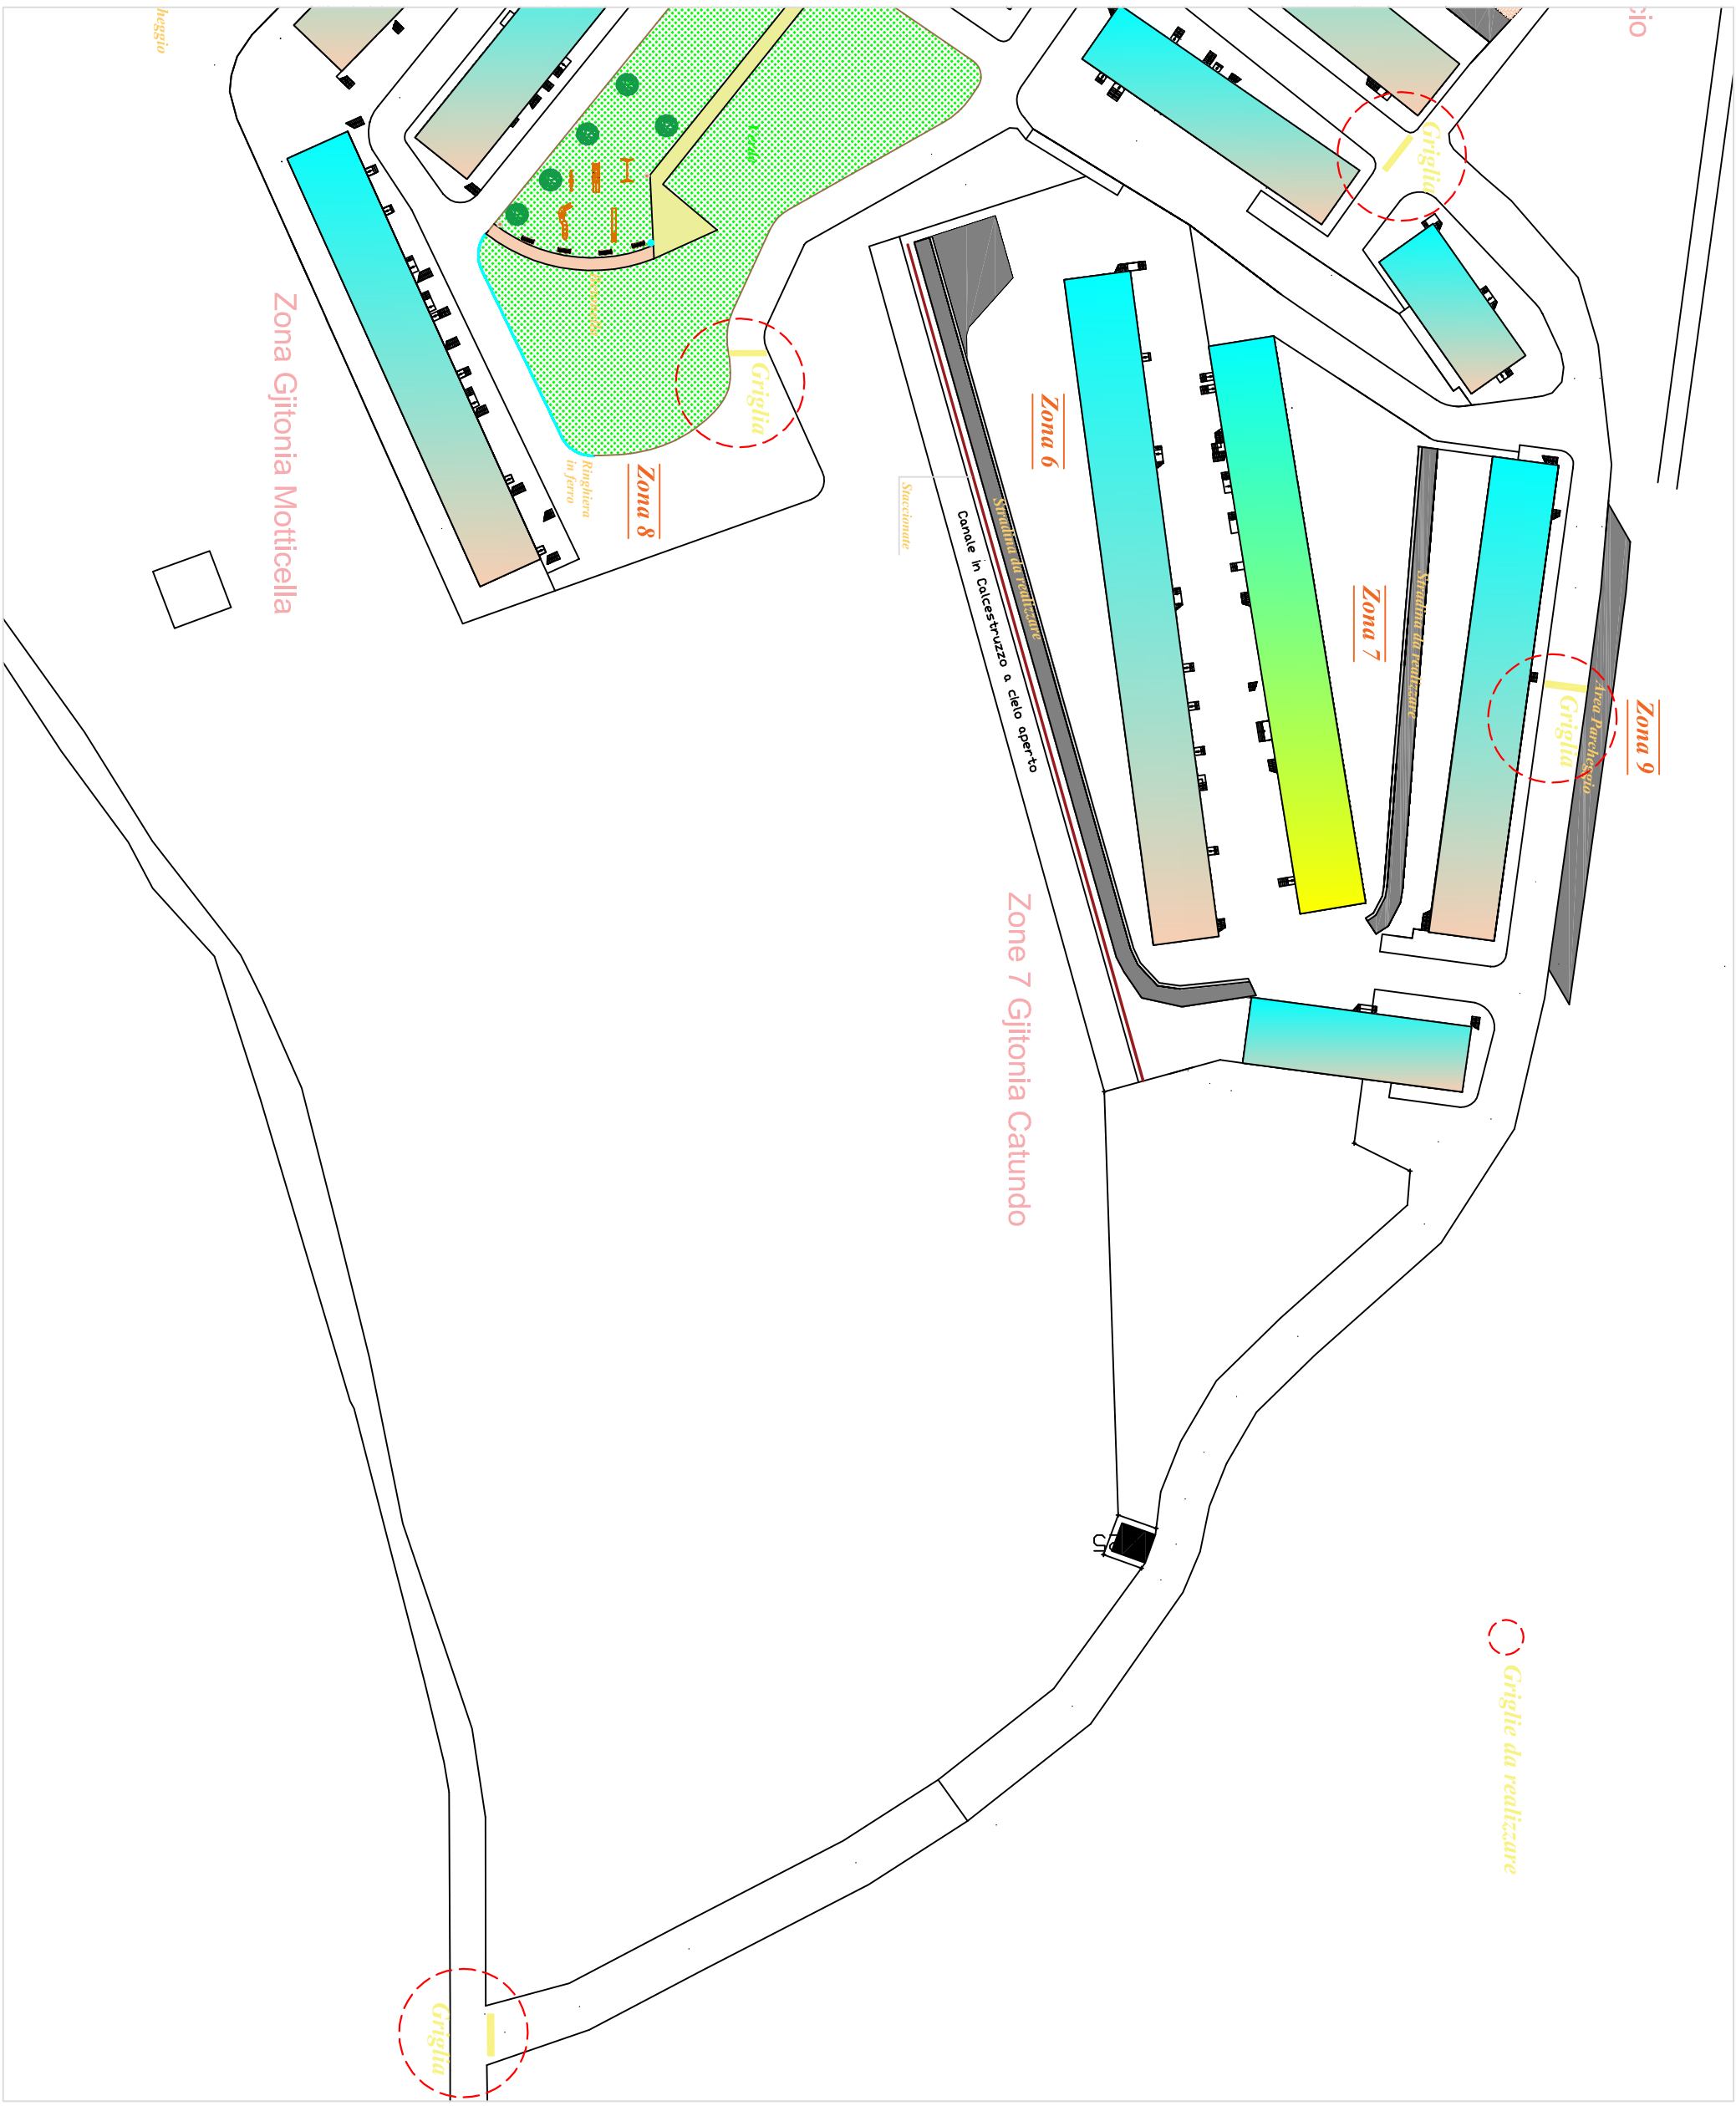 Verde
Griglia
Zona Gjitonia Motticella
Griglia
Zona 6
Ringhiera
in ferro
Zona 8
Staccionate
Stradina da realizzare
Canale in Calcestruzzo a cielo aperto
Zona 7
Stradina da realizzare
Griglia
Area Parcheggio
Zona 9
Zone 7 Gjitonia Catundo
Griglie da realizzare
Griglia